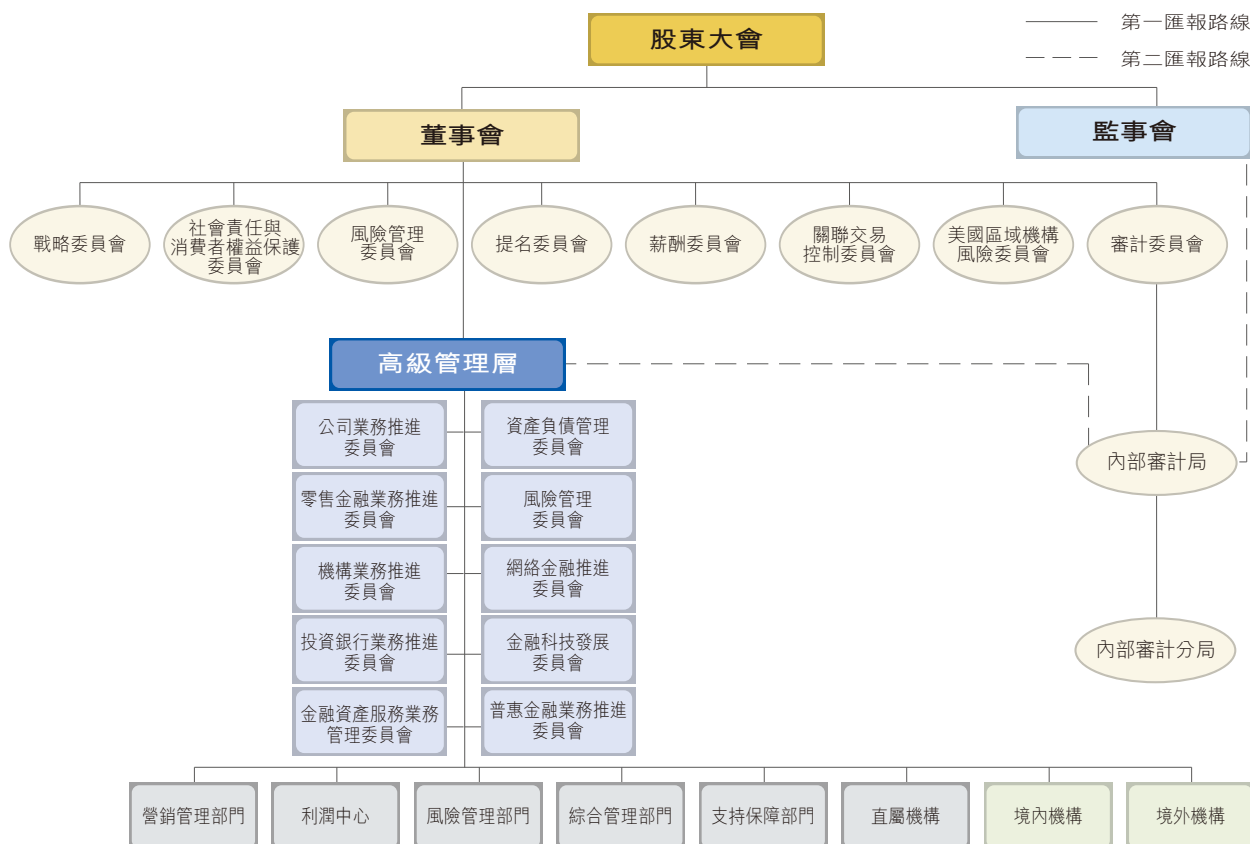 股東大會
第一匯報路線
第二匯報路線
董事會
監事會
戰略委員會
社會責任與
消費者權益保護
委員會
風險管理
委員會
提名委員會
薪酬委員會
關聯交易
控制委員會
美國區域機構
風險委員會
審計委員會
高級管理層
公司業務推進
委員會
資產負債管理
委員會
零售金融業務推進
委員會
風險管理
委員會
機構業務推進
委員會
網絡金融推進
委員會
投資銀行業務推進
委員會
金融科技發展
委員會
金融資產服務業務
管理委員會
普惠金融業務推進
委員會
內部審計局
內部審計分局
營銷管理部門
利潤中心
風險管理部門
綜合管理部門
支持保障部門
直屬機構
境內機構
境外機構